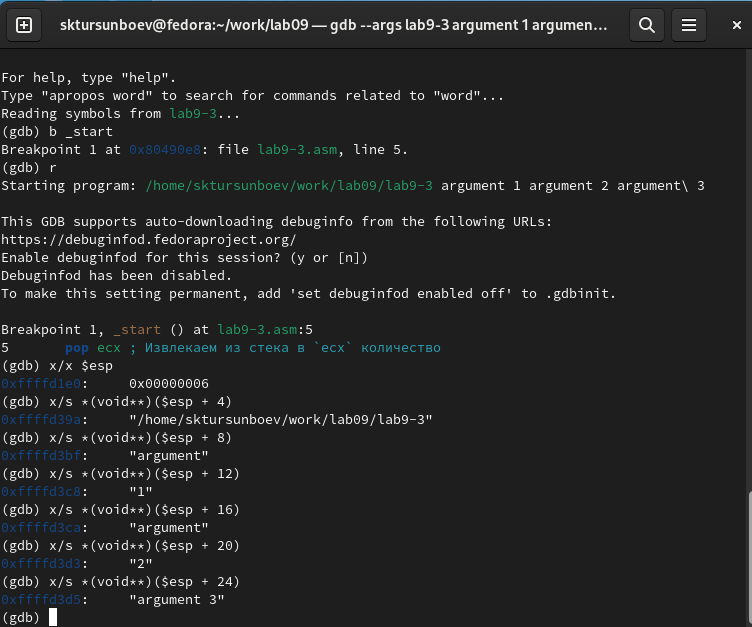 sktursunboev@fedora:~/work/lab09 — gdb --args lab9-3 argument 1 argumen...
For help, type "help".
Type "apropos word" to search for commands related to "word"...
Reading symbols from lab9-3...
(gdb) b _start
Breakpoint 1 at 0x80490e8: file lab9-3.asm, line 5.
(gdb) r
Starting program: /home/sktursunboev/work/lab09/lab9-3 argument 1 argument 2 argument\ 3
This GDB supports auto-downloading debuginfo from the following URLs:
https://debuginfod.fedoraproject.org/
Enable debuginfod for this session? (y or [n])
Debuginfod has been disabled.
To make this setting permanent, add 'set debuginfod enabled off' to .gdbinit.
Breakpoint 1, _start () at lab9-3.asm:5
5       pop ecx ; Извлекаем из стека в `ecx` количество
(gdb) x/x $esp
0xffffd1e0:     0x00000006
(gdb) x/s *(void**)($esp + 4)
0xffffd39a:     "/home/sktursunboev/work/lab09/lab9-3"
(gdb) x/s *(void**)($esp + 8)
0xffffd3bf:     "argument"
(gdb) x/s *(void**)($esp + 12)
0xffffd3c8:     "1"
(gdb) x/s *(void**)($esp + 16)
0xffffd3ca:     "argument"
(gdb) x/s *(void**)($esp + 20)
0xffffd3d3:     "2"
(gdb) x/s *(void**)($esp + 24)
0xffffd3d5:     "argument 3"
(gdb)